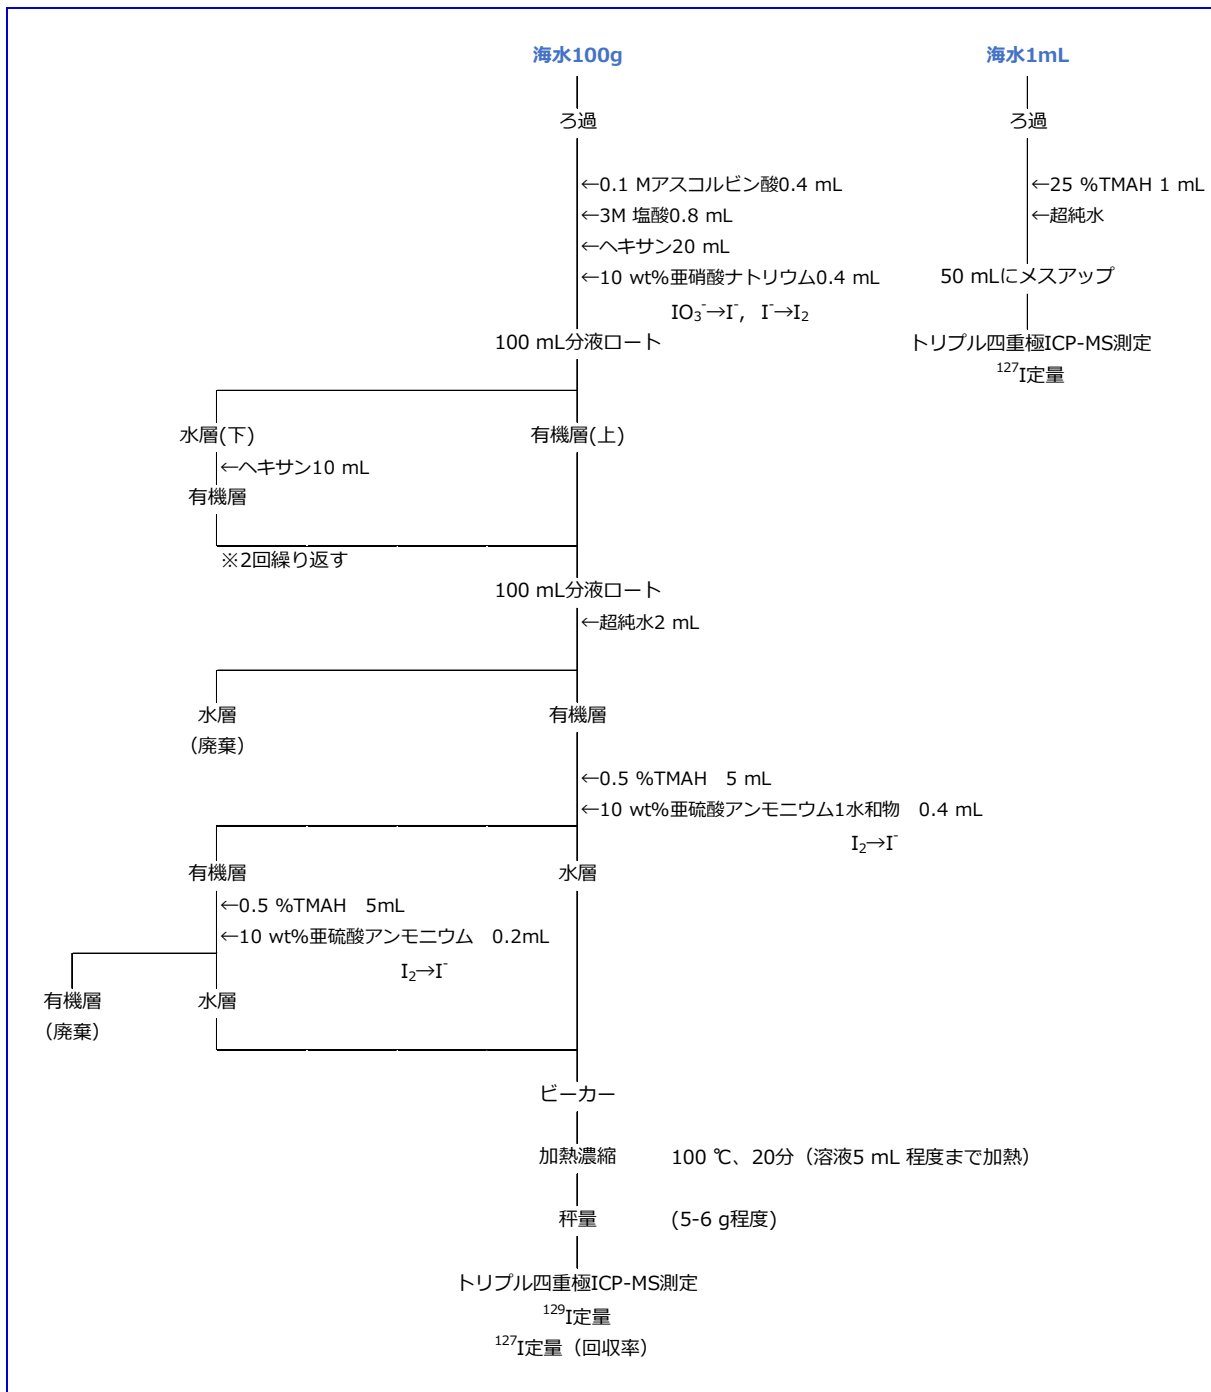 海水100g
海水1mL
ろ過
ろ過
←0.1 Mアスコルビン酸0.4 mL
←25 %TMAH 1 mL
←3M 塩酸0.8 mL
←超純水
←ヘキサン20 mL
←10 wt%亜硝酸ナトリウム0.4 mL
50 mLにメスアップ
IO₃⁻→I⁻, I⁻→I₂
100 mL分液ロート
トリプル四重極ICP-MS測定
¹²⁷I定量
水層(下)
有機層(上)
←ヘキサン10 mL
有機層
※2回繰り返す
100 mL分液ロート
←超純水2 mL
水層
有機層
(廃棄)
←0.5 %TMAH 5 mL
←10 wt%亜硫酸アンモニウム1水和物 0.4 mL
I₂→I⁻
有機層
水層
←0.5 %TMAH 5mL
←10 wt%亜硫酸アンモニウム 0.2mL
I₂→I⁻
有機層
水層
(廃棄)
ビーカー
加熱濃縮 100 ℃、20分（溶液5 mL 程度まで加熱）
秤量 (5-6 g程度)
トリプル四重極ICP-MS測定
¹²⁹I定量
¹²⁷I定量（回収率）